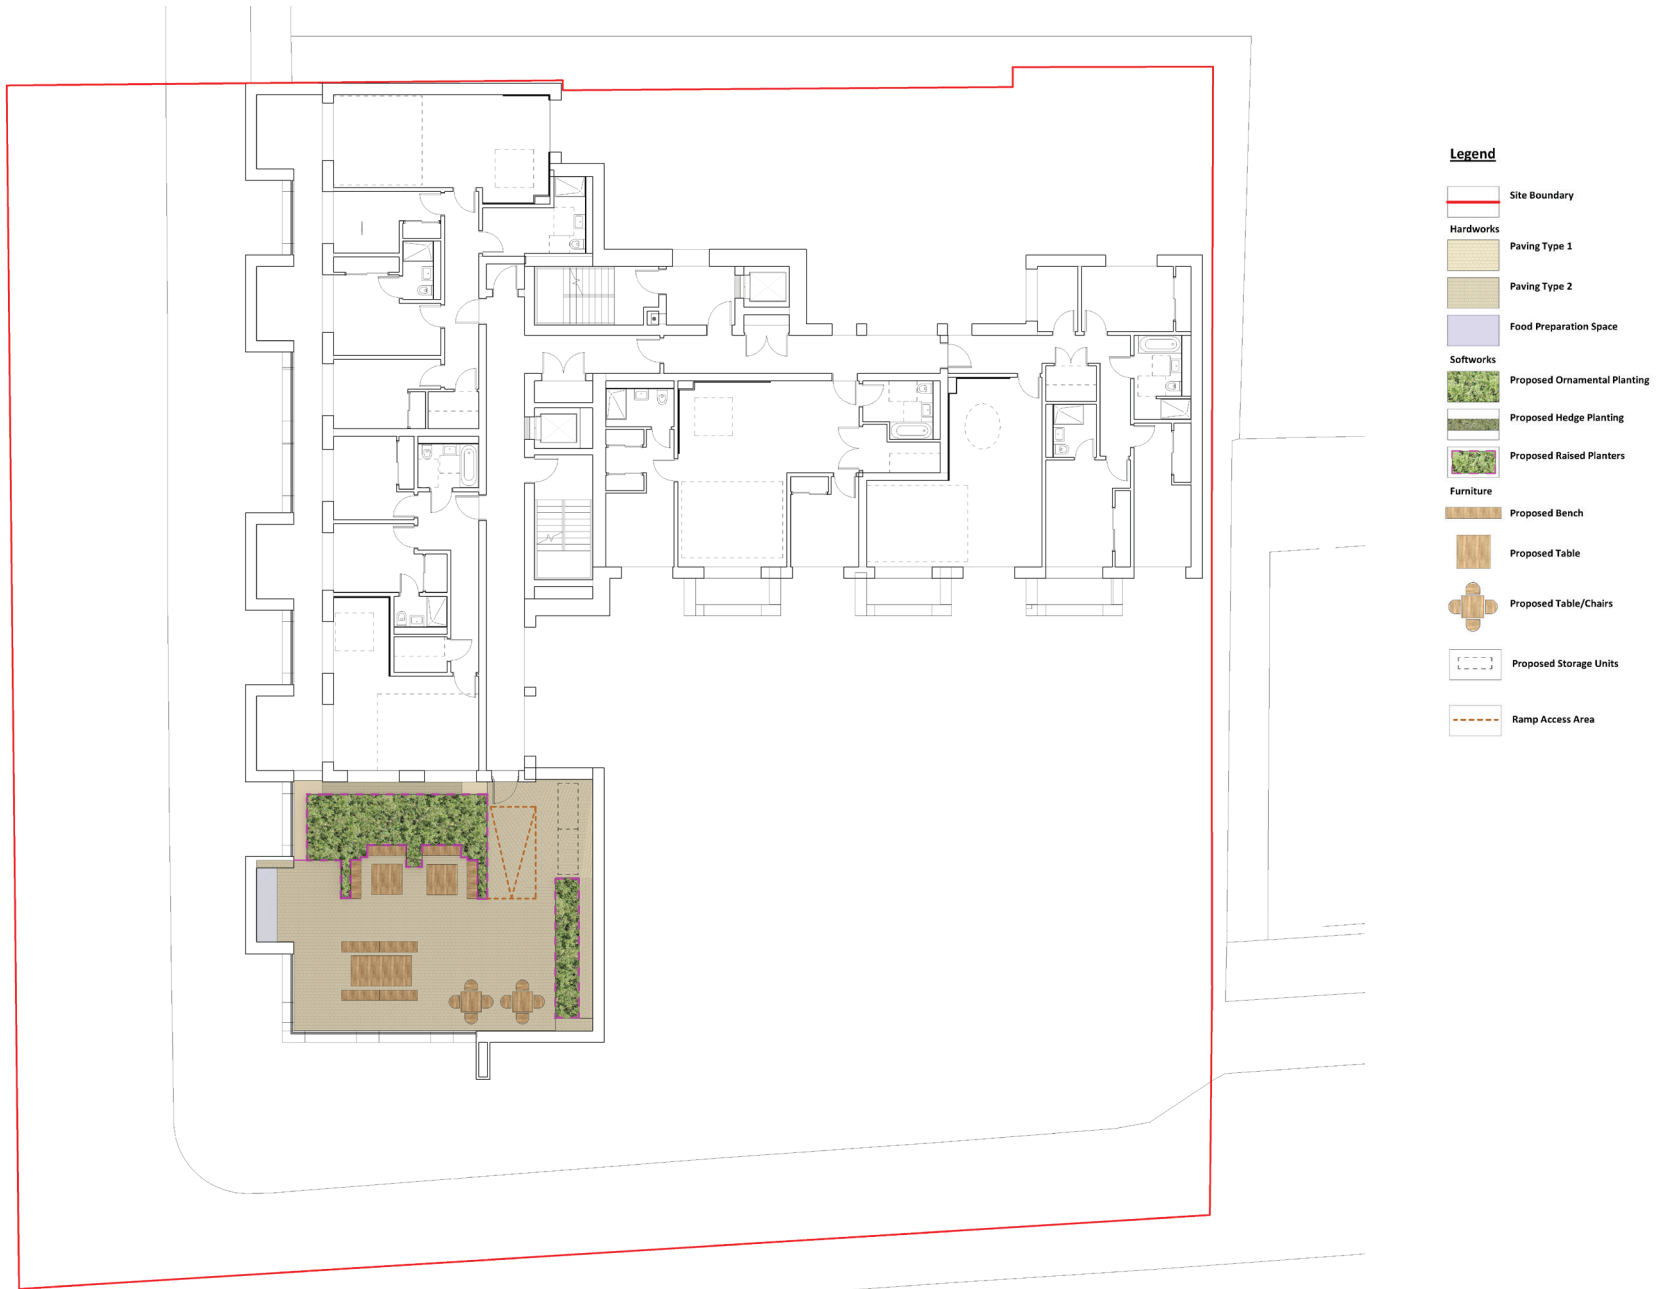 Legend
Site Boundary
Hardworks
Paving Type 1
Paving Type 2
Food Preparation Space
Softworks
Proposed Ornamental Planting
Proposed Hedge Planting
Proposed Raised Planters
Furniture
Proposed Bench
Proposed Table
Proposed Table/Chairs
Proposed Storage Units
Ramp Access Area